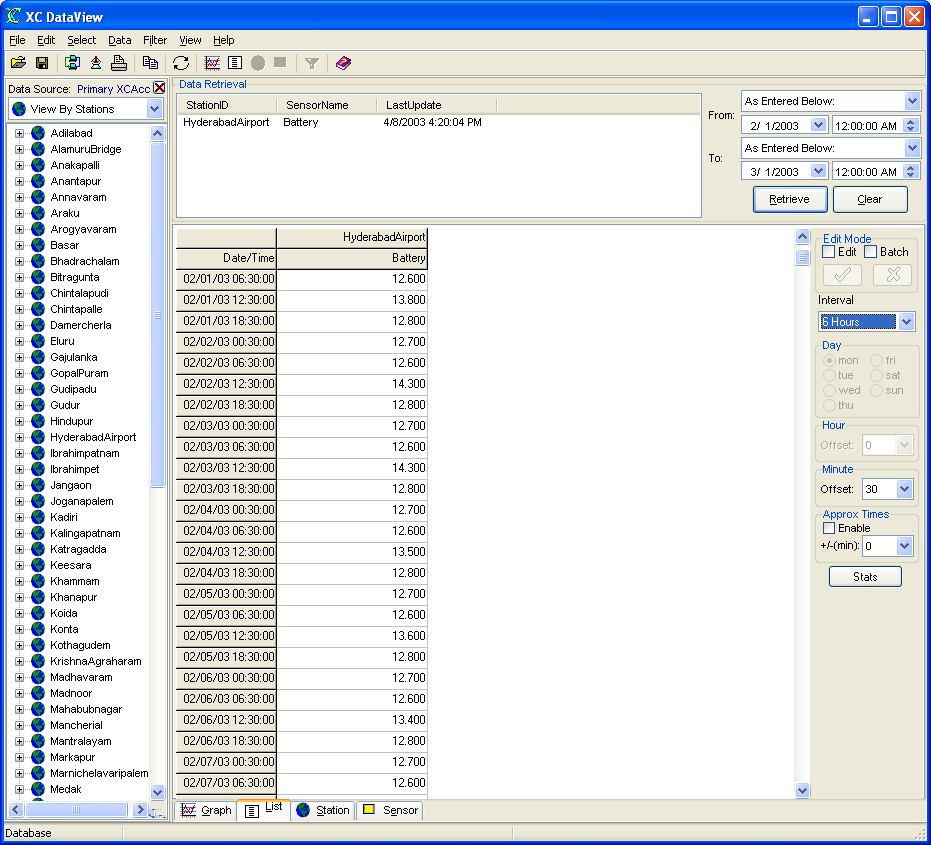 XC DataView
File Edit Select Data Filter View Help
Data Source: Primary XCAcc
View By Stations
Adilabad
AlamuruBridge
Anakapalli
Anantapur
Annavaram
Araku
Arogyavaram
Basar
Bhadrachalam
Bitragunta
Chintalapudi
Chintapalle
Damercherla
Eluru
Gajulanka
GopalPuram
Gudipadu
Gudur
Hindupur
HyderabadAirport
Ibrahimpatnam
Ibrahimpet
Jangaon
Joganapalem
Kadiri
Kalingapatnam
Katragadda
Keesara
Khammam
Khanapur
Koida
Konta
Kothagudem
KrishnaAgraharam
Madhavaram
Madnoor
Mahabubnagar
Mancherial
Mantralayam
Markapur
Marnichelavaripalem
Medak
Data Retrieval
StationID SensorName LastUpdate
HyderabadAirport Battery 4/8/2003 4:20:04 PM
From:
As Entered Below:
2/ 1/2003 12:00:00 AM
To:
As Entered Below:
3/ 1/2003 12:00:00 AM
Retrieve Clear
HyderabadAirport
Date/Time Battery
02/01/03 06:30:00 12.600
02/01/03 12:30:00 13.800
02/01/03 18:30:00 12.800
02/02/03 00:30:00 12.700
02/02/03 06:30:00 12.600
02/02/03 12:30:00 14.300
02/02/03 18:30:00 12.800
02/03/03 00:30:00 12.700
02/03/03 06:30:00 12.600
02/03/03 12:30:00 14.300
02/03/03 18:30:00 12.800
02/04/03 00:30:00 12.700
02/04/03 06:30:00 12.600
02/04/03 12:30:00 13.500
02/04/03 18:30:00 12.800
02/05/03 00:30:00 12.700
02/05/03 06:30:00 12.600
02/05/03 12:30:00 13.600
02/05/03 18:30:00 12.800
02/06/03 00:30:00 12.700
02/06/03 06:30:00 12.600
02/06/03 12:30:00 13.400
02/06/03 18:30:00 12.800
02/07/03 00:30:00 12.700
02/07/03 06:30:00 12.600
Edit Mode
Edit Batch
Interval
6 Hours
Day
mon fri
tue sat
wed sun
thu
Hour
Offset: 0
Minute
Offset: 30
Approx Times
Enable
+/-(min): 0
Stats
Graph List Station Sensor
Database